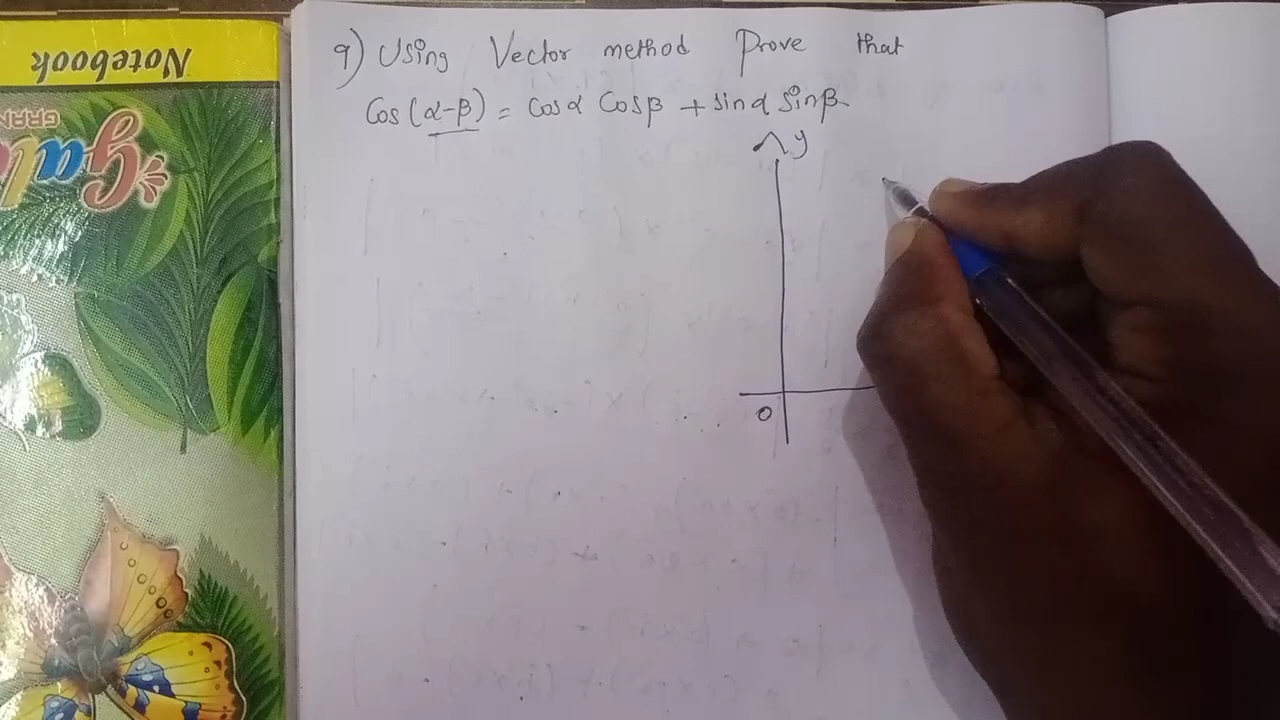 9) Using Vector method Prove that
Cos(α-β) = Cosα Cosβ + sinα sinβ
y
O
Notebook